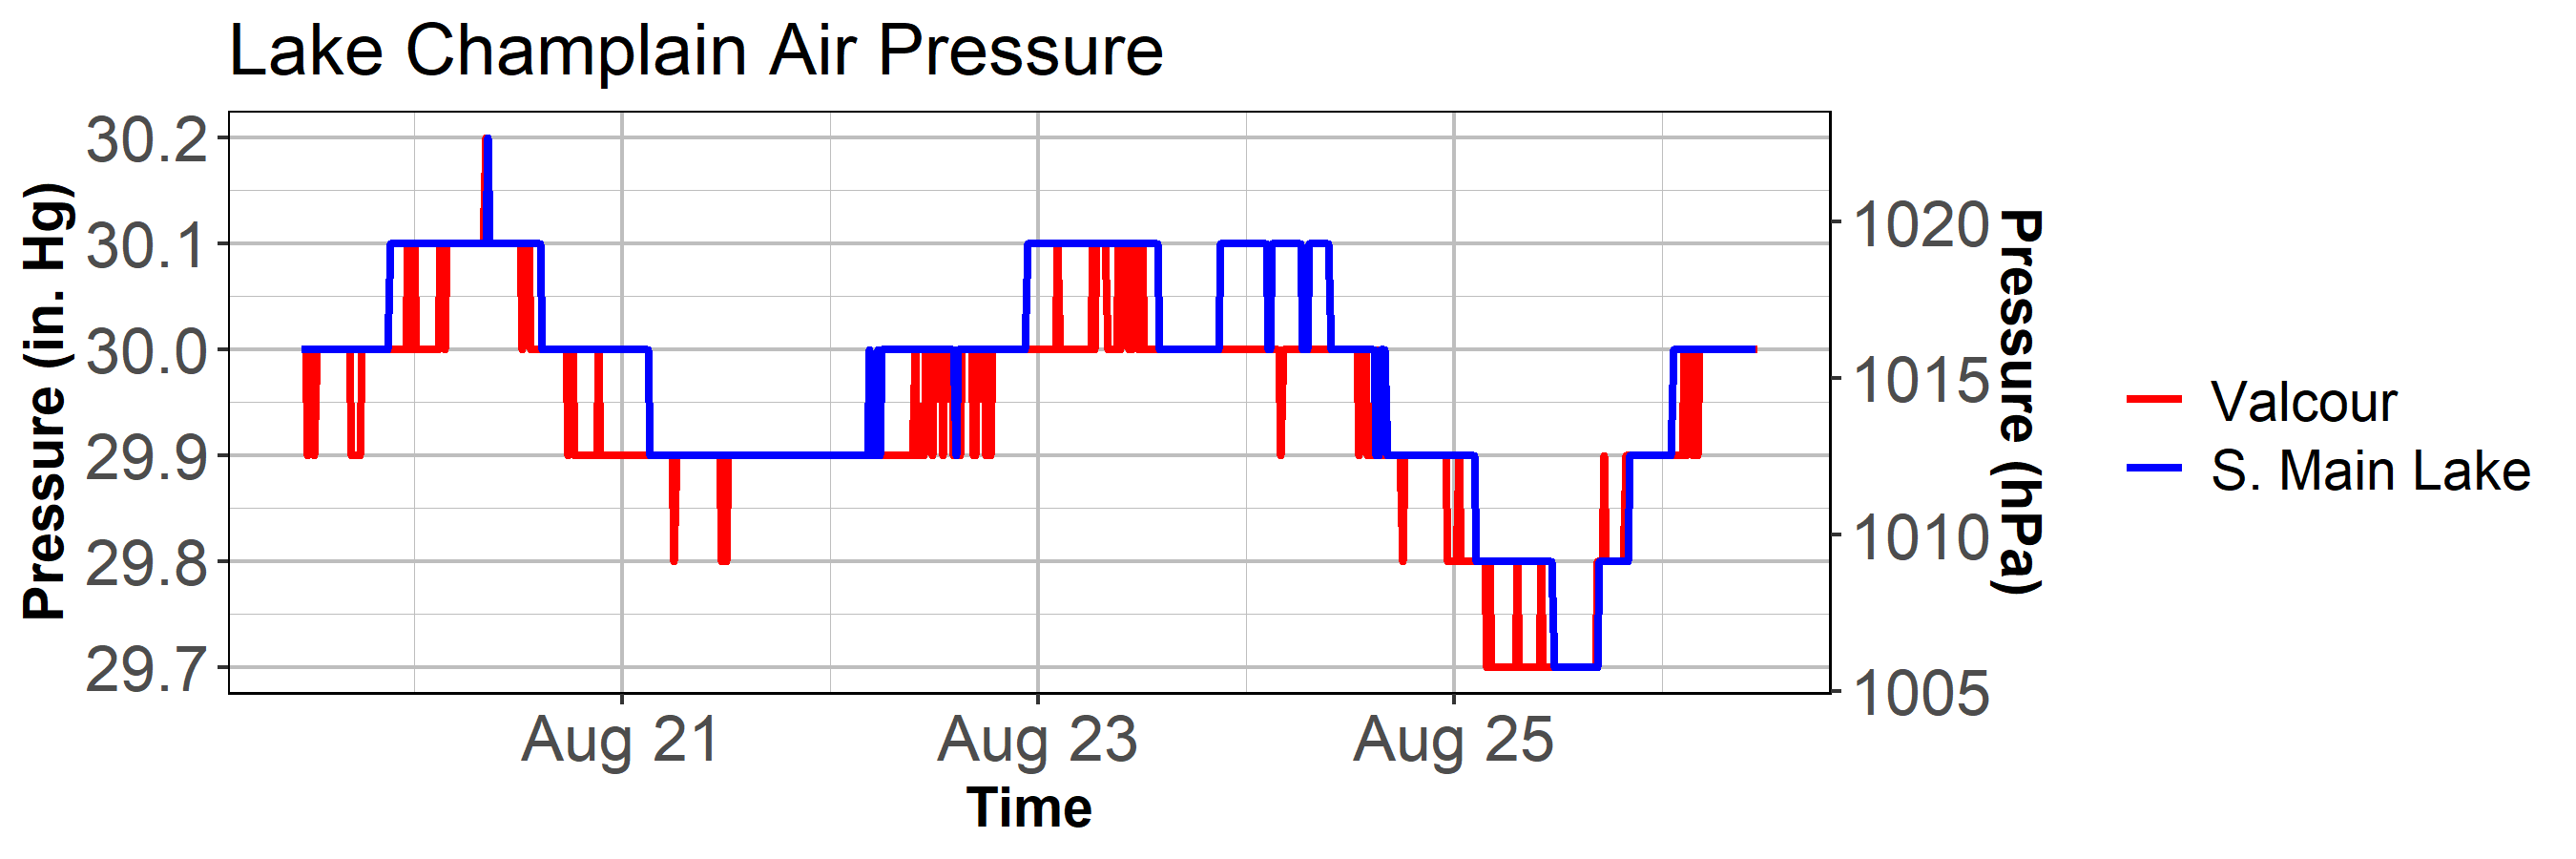 Lake Champlain Air Pressure
Pressure (in. Hg)
30.2
30.1
30.0
29.9
29.8
29.7
1020
1015
1010
1005
Pressure (hPa)
Aug 21
Aug 23
Aug 25
Time
Valcour
S. Main Lake